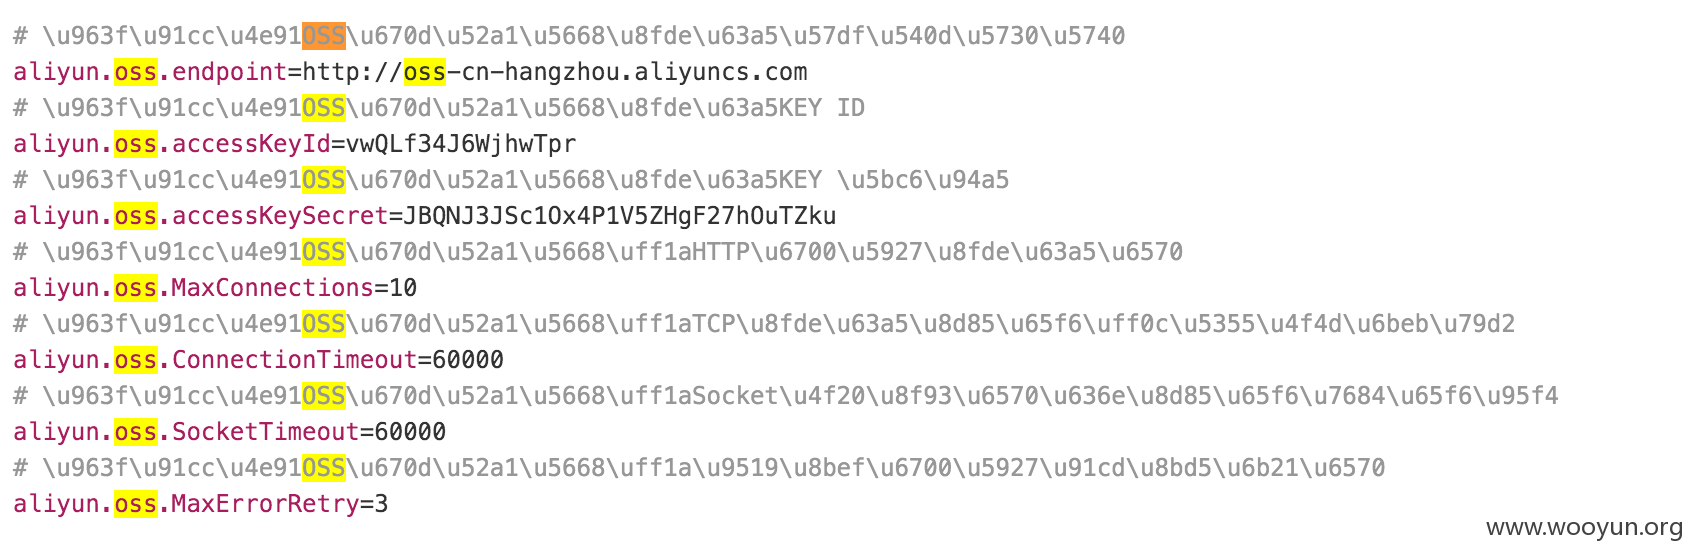 # \u963f\u91cc\u4e91OSS\u670d\u52a1\u5668\u8fde\u63a5\u57df\u540d\u5730\u5740
aliyun.oss.endpoint=http://oss-cn-hangzhou.aliyuncs.com
# \u963f\u91cc\u4e91OSS\u670d\u52a1\u5668\u8fde\u63a5KEY ID
aliyun.oss.accessKeyId=vwQLf34J6WjhwTpr
# \u963f\u91cc\u4e91OSS\u670d\u52a1\u5668\u8fde\u63a5KEY \u5bc6\u94a5
aliyun.oss.accessKeySecret=JBQNJ3JSc1Ox4P1V5ZHgF27hOuTZku
# \u963f\u91cc\u4e91OSS\u670d\u52a1\u5668\uff1aHTTP\u6700\u5927\u8fde\u63a5\u6570
aliyun.oss.MaxConnections=10
# \u963f\u91cc\u4e91OSS\u670d\u52a1\u5668\uff1aTCP\u8fde\u63a5\u8d85\u65f6\uff0c\u5355\u4f4d\u6beb\u79d2
aliyun.oss.ConnectionTimeout=60000
# \u963f\u91cc\u4e91OSS\u670d\u52a1\u5668\uff1aSocket\u4f20\u8f93\u6570\u636e\u8d85\u65f6\u7684\u65f6\u95f4
aliyun.oss.SocketTimeout=60000
# \u963f\u91cc\u4e91OSS\u670d\u52a1\u5668\uff1a\u9519\u8bef\u6700\u5927\u91cd\u8bd5\u6b21\u6570
aliyun.oss.MaxErrorRetry=3
www.wooyun.org